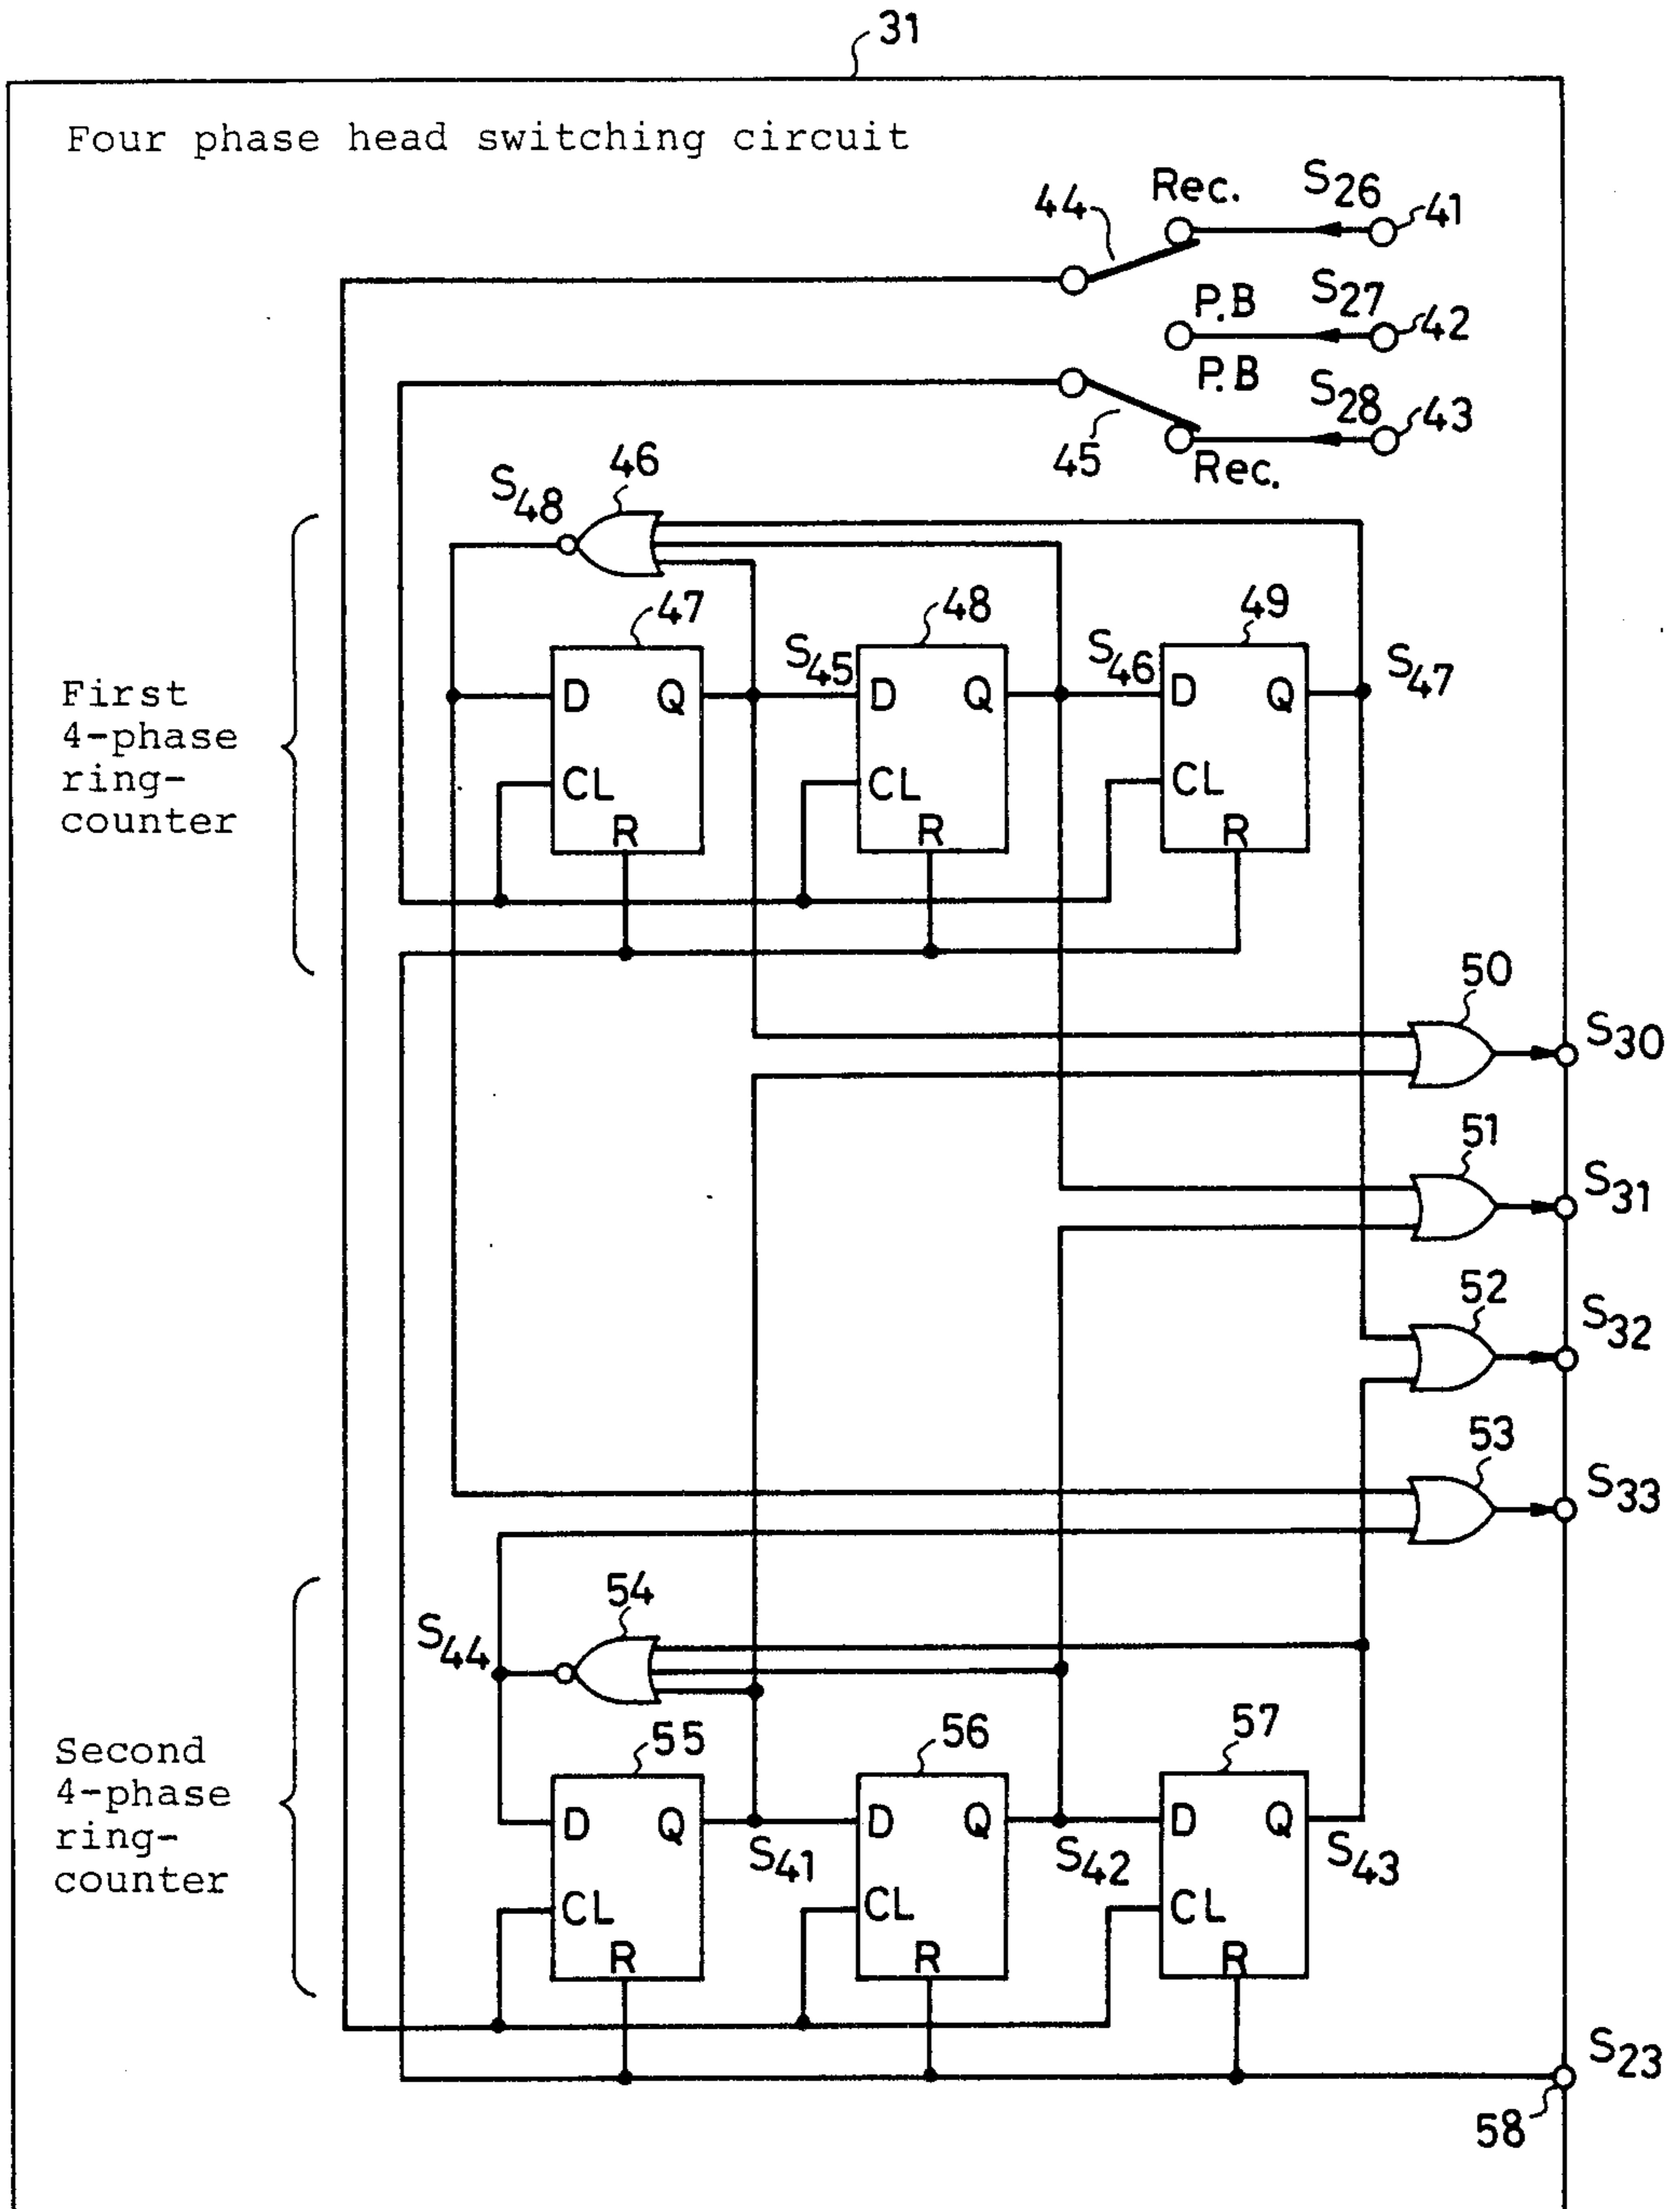 31
Four phase head switching circuit
Rec.
S26
41
44
P.B
S27
42
P.B
S28
43
45
Rec.
S48
46
47
48
49
S45
S46
S47
D Q
D Q
D Q
CL
CL
CL
R
R
R
First
4-phase
ring-
counter
50
S30
51
S31
52
S32
53
S33
54
S44
55
56
57
D Q
D Q
D Q
S41
S42
S43
CL
CL
CL
R
R
R
Second
4-phase
ring-
counter
S23
58